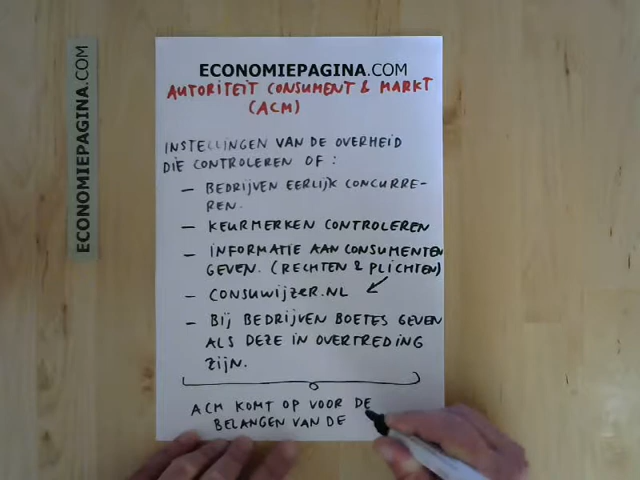 ECONOMIEPAGINA.COM
ECONOMIEPAGINA.COM
AUTORITEIT CONSUMENT & MARKT
(ACM)
INSTELLINGEN VAN DE OVERHEID
DIE CONTROLEREN OF :
- BEDRIJVEN EERLIJK CONCURRE-
REN.
- KEURMERKEN CONTROLEREN
- INFORMATIE AAN CONSUMENTEN
GEVEN. (RECHTEN & PLICHTEN)
- CONSUWIJZER.NL
- BIJ BEDRIJVEN BOETES GEVEN
ALS DEZE IN OVERTREDING
ZIJN.
ACM KOMT OP VOOR DE
BELANGEN VAN DE